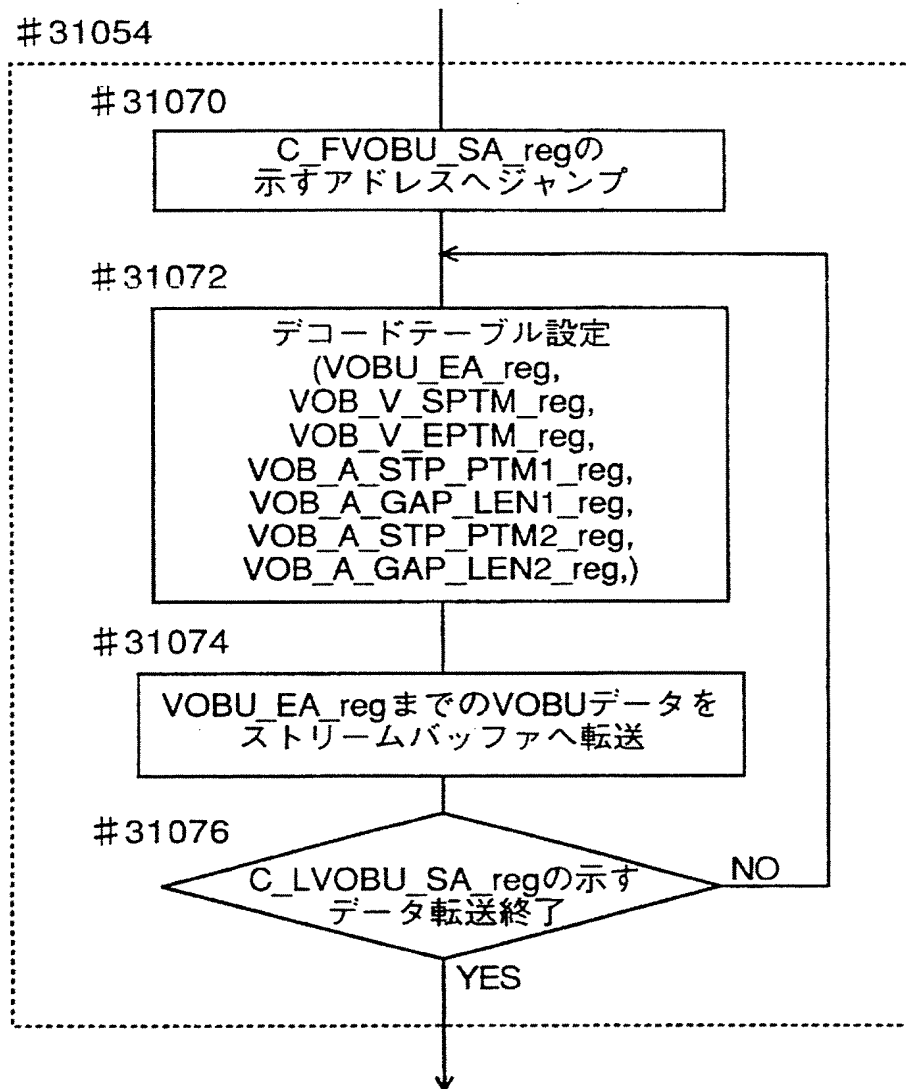 #31054
#31070
C_FVOBU_SA_regの
示すアドレスへジャンプ
#31072
デコードテーブル設定
(VOBU_EA_reg,
VOB_V_SPTM_reg,
VOB_V_EPTM_reg,
VOB_A_STP_PTM1_reg,
VOB_A_GAP_LEN1_reg,
VOB_A_STP_PTM2_reg,
VOB_A_GAP_LEN2_reg,)
#31074
VOBU_EA_regまでのVOBUデータを
ストリームバッファへ転送
#31076
C_LVOBU_SA_regの示す
データ転送終了
NO
YES